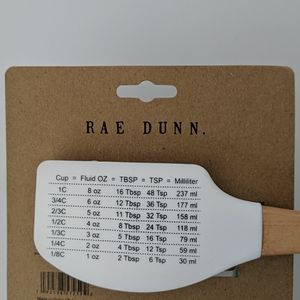 RAE DUNN.
Cup = Fluid OZ = TBSP = TSP = Milliliter
1C 8 oz 16 Tbsp 48 Tsp 237 ml
3/4C 6 oz 12 Tbsp 36 Tsp 177 ml
2/3C 5 oz 11 Tbsp 32 Tsp 158 ml
1/2C 4 oz 8 Tbsp 24 Tsp 118 ml
1/3C 3 oz 5 Tbsp 16 Tsp 79 ml
1/4C 2 oz 4 Tbsp 12 Tsp 59 ml
1/8C 1 oz 2 Tbsp 6 Tsp 30 ml